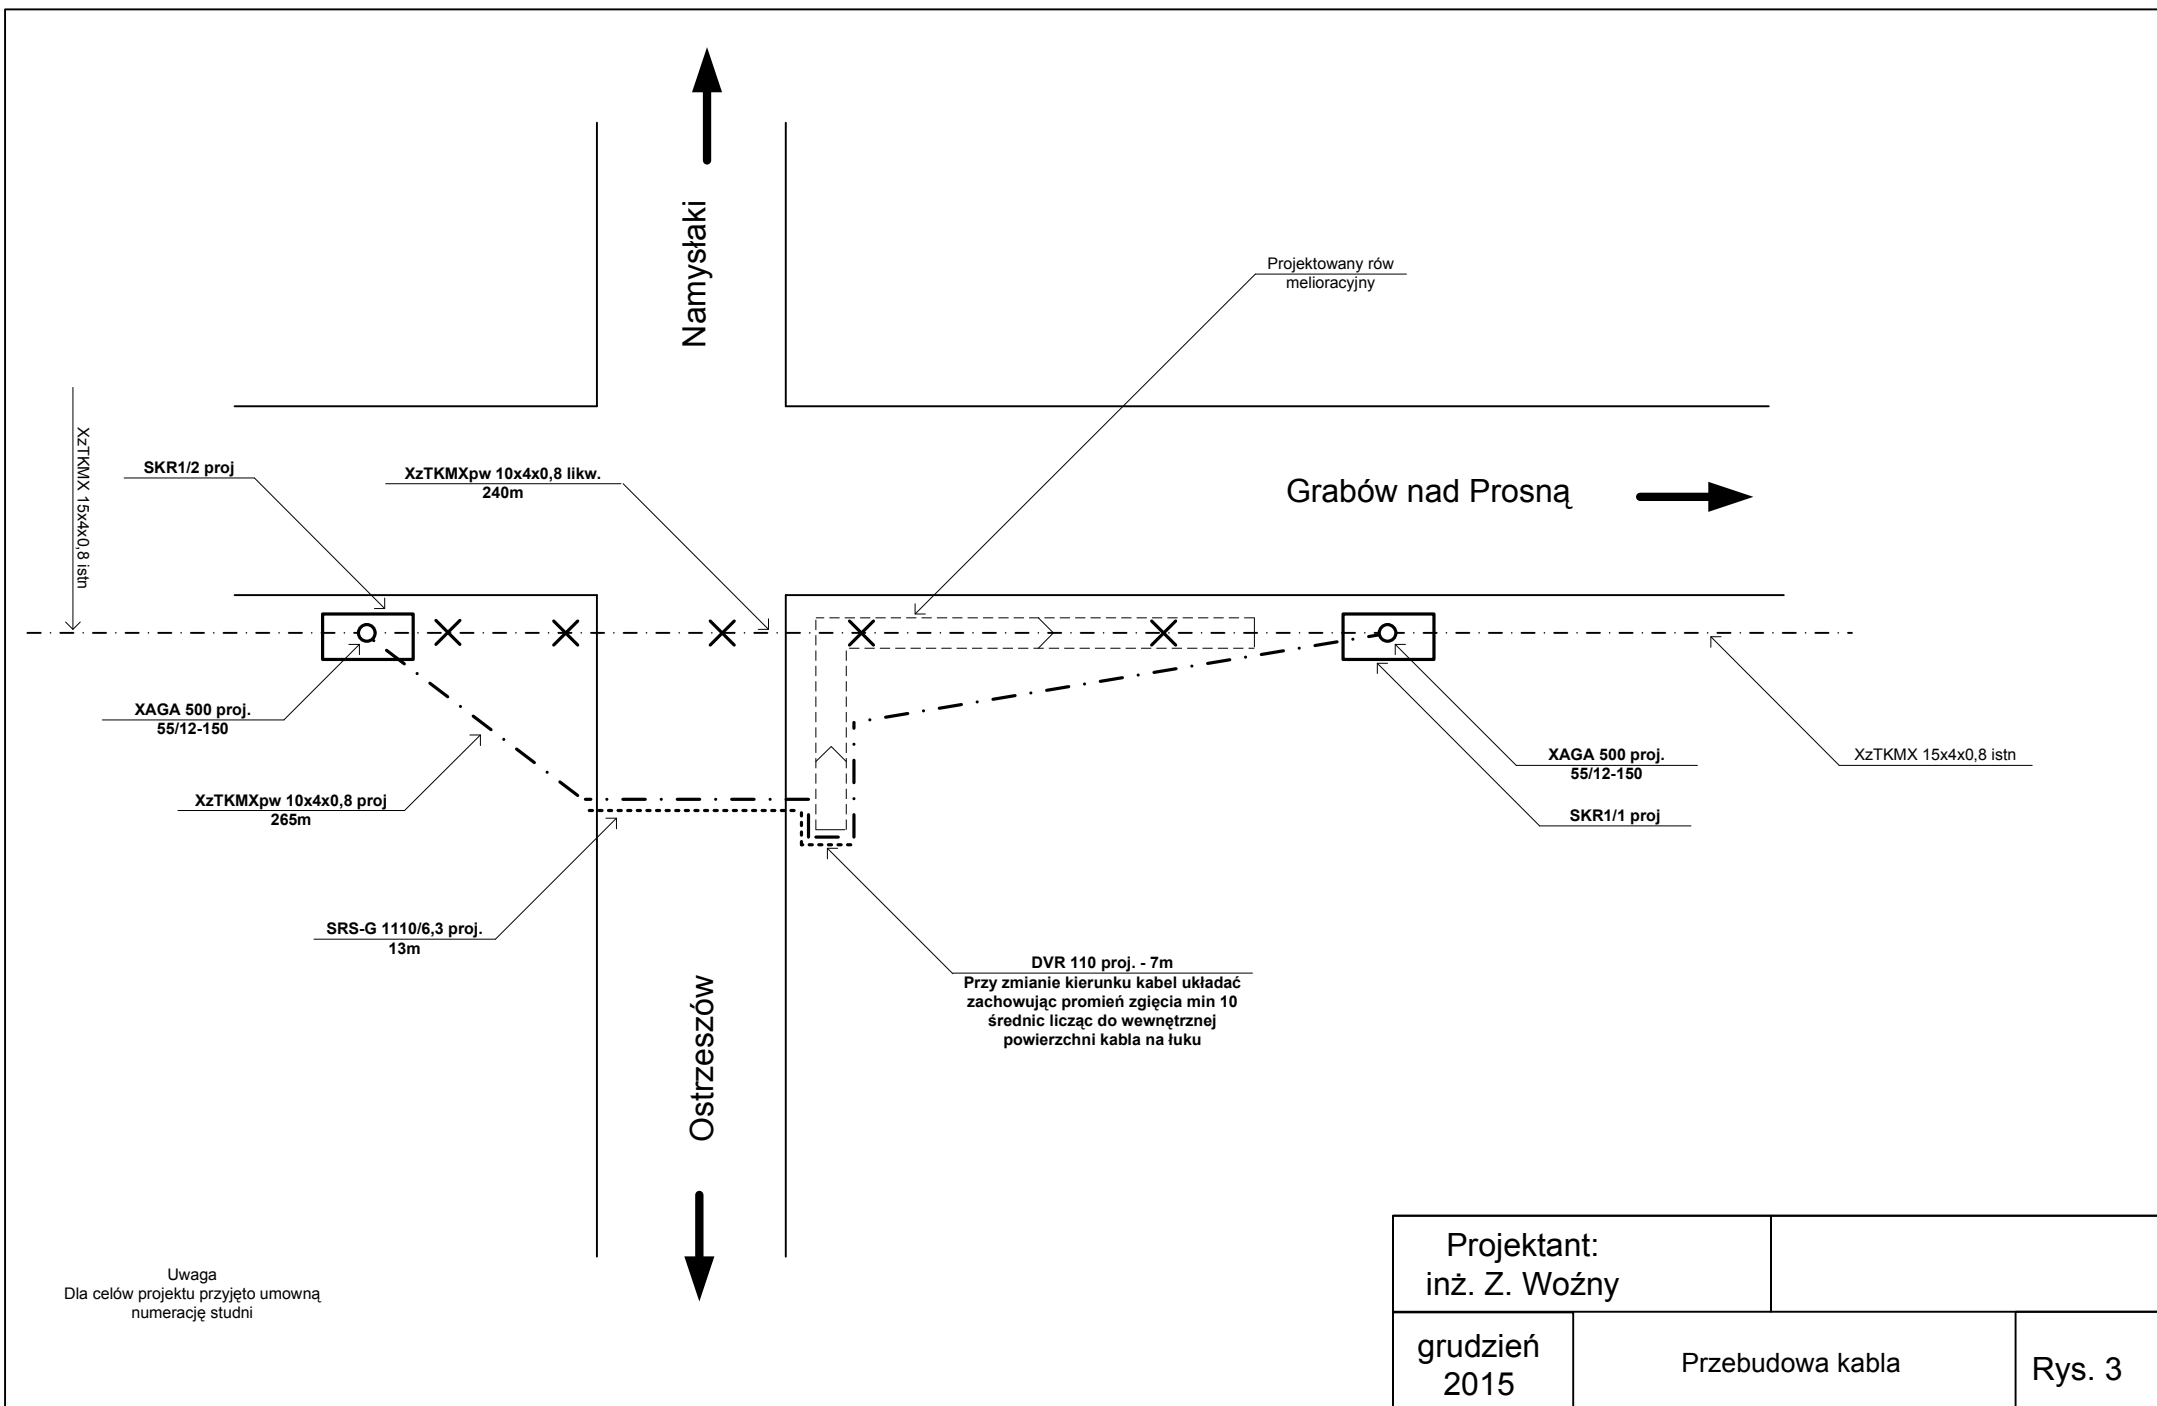 Namysłaki
Projektowany rów
melioracyjny
XzTKMX 15x4x0,8 istn
SKR1/2 proj
XzTKMXpw 10x4x0,8 likw.
240m
Grabów nad Prosną
XAGA 500 proj.
55/12-150
XzTKMXpw 10x4x0,8 proj
265m
XAGA 500 proj.
55/12-150
XzTKMX 15x4x0,8 istn
SKR1/1 proj
SRS-G 1110/6,3 proj.
13m
DVR 110 proj. - 7m
Przy zmianie kierunku kabel układać
zachowując promień zgięcia min 10
średnic licząc do wewnętrznej
powierzchni kabla na łuku
Ostrzeszów
Uwaga
Dla celów projektu przyjęto umowną
numerację studni
Projektant:
inż. Z. Woźny
grudzień
2015
Przebudowa kabla
Rys. 3